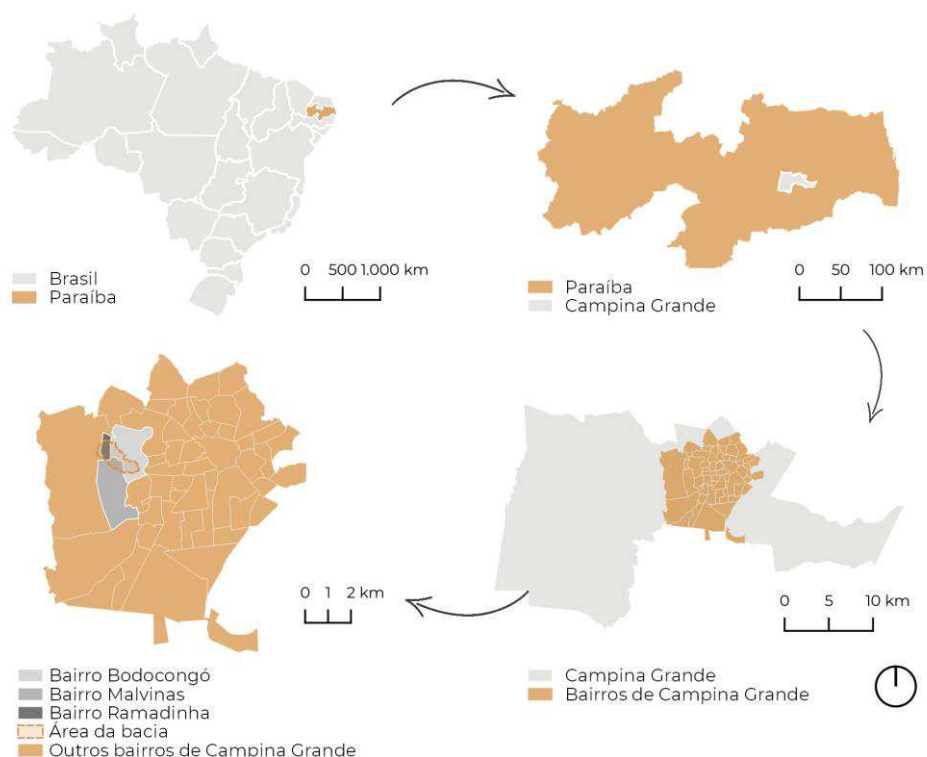 Brasil
Paraíba
0 500 1.000 km
Paraíba
Campina Grande
0 50 100 km
Bairro Bodocongó
Bairro Malvinas
Bairro Ramadinha
Área da bacia
Outros bairros de Campina Grande
0 1 2 km
Campina Grande
Bairros de Campina Grande
0 5 10 km